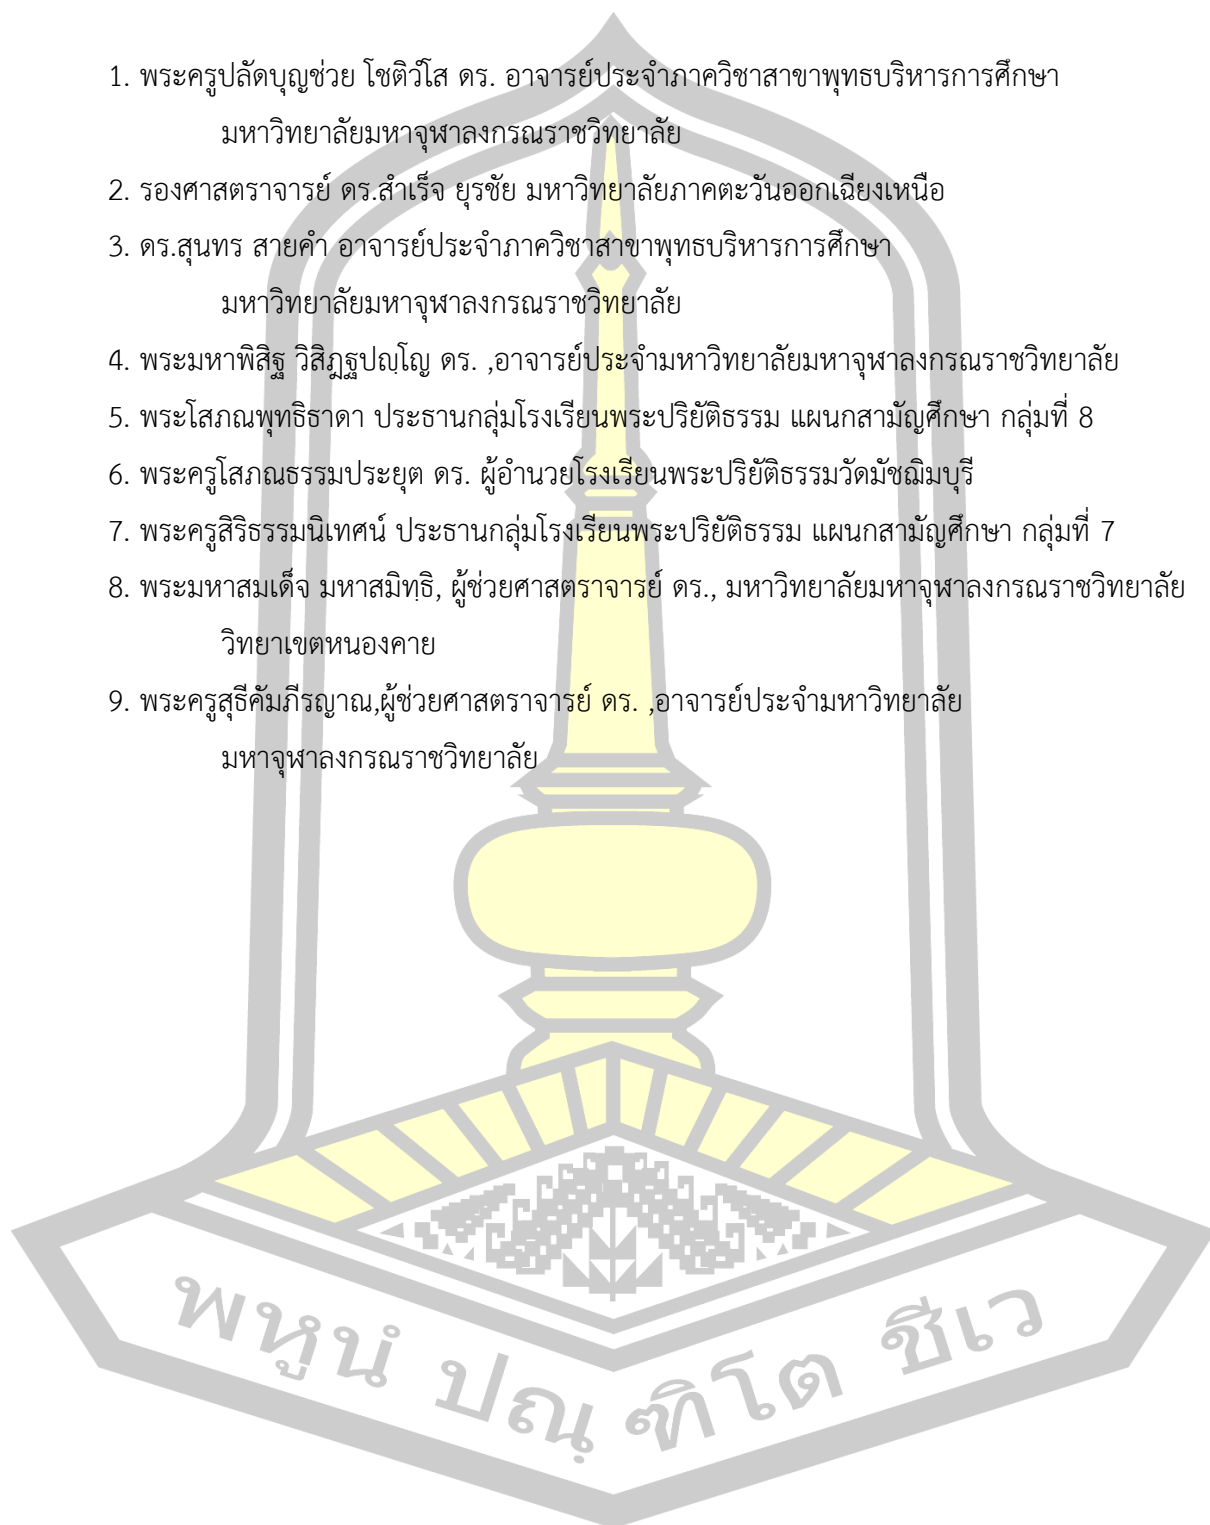 1. พระครูปลัดบุญช่วย โชติวํโส ดร. อาจารย์ประจำภาควิชาสาขาพุทธบริหารการศึกษา
มหาวิทยาลัยมหาจุฬาลงกรณราชวิทยาลัย
2. รองศาสตราจารย์ ดร.สำเร็จ ยุรชัย มหาวิทยาลัยภาคตะวันออกเฉียงเหนือ
3. ดร.สุนทร สายคำ อาจารย์ประจำภาควิชาสาขาพุทธบริหารการศึกษา
มหาวิทยาลัยมหาจุฬาลงกรณราชวิทยาลัย
4. พระมหาพิสิฐ วิสิฏฐปญฺโญ ดร. ,อาจารย์ประจำมหาวิทยาลัยมหาจุฬาลงกรณราชวิทยาลัย
5. พระโสภณพุทธิธาดา ประธานกลุ่มโรงเรียนพระปริยัติธรรม แผนกสามัญศึกษา กลุ่มที่ 8
6. พระครูโสภณธรรมประยุต ดร. ผู้อำนวยโรงเรียนพระปริยัติธรรมวัดมัชฌิมบุรี
7. พระครูสิริธรรมนิเทศน์ ประธานกลุ่มโรงเรียนพระปริยัติธรรม แผนกสามัญศึกษา กลุ่มที่ 7
8. พระมหาสมเด็จ มหาสมิทฺธิ, ผู้ช่วยศาสตราจารย์ ดร., มหาวิทยาลัยมหาจุฬาลงกรณราชวิทยาลัย
วิทยาเขตหนองคาย
9. พระครูสุธีคัมภีรญาณ,ผู้ช่วยศาสตราจารย์ ดร. ,อาจารย์ประจำมหาวิทยาลัย
มหาจุฬาลงกรณราชวิทยาลัย
พหูนํ ปณฺฑิโต ชีเว